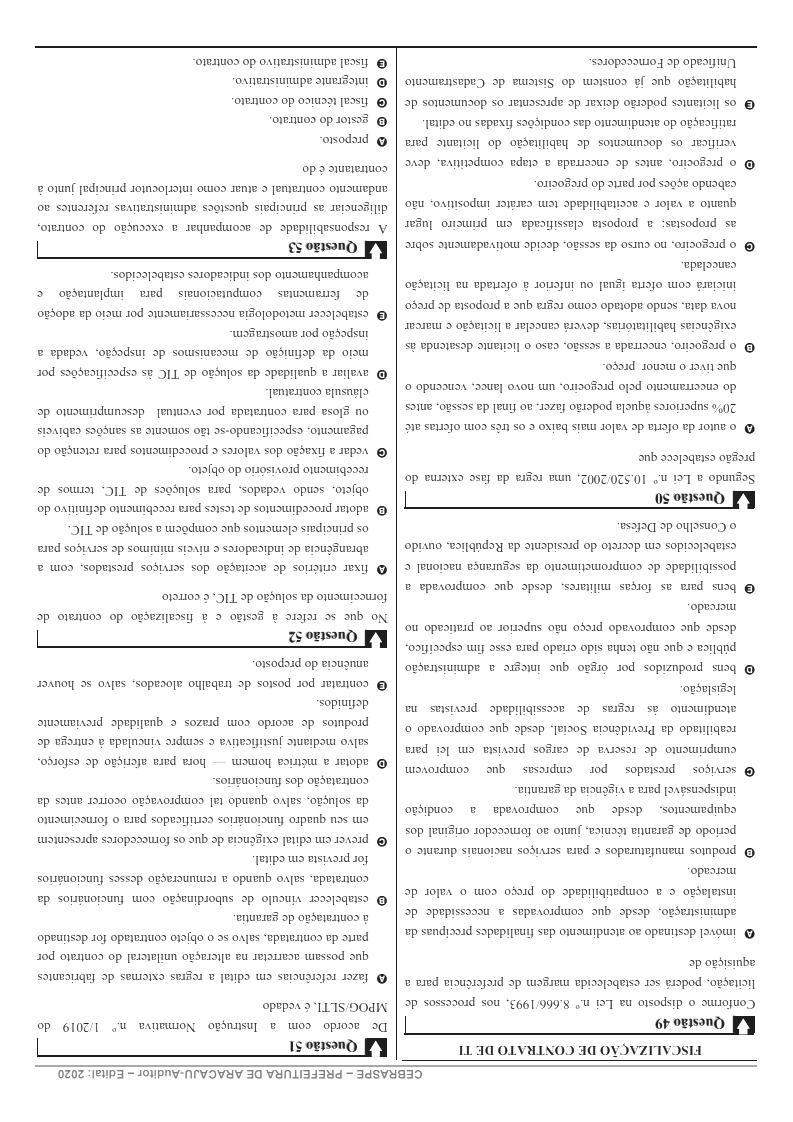 CEBRASPE – PREFEITURA DE ARACAJU-Auditor – Edital: 2020
FISCALIZAÇÃO DE CONTRATO DE TI
Questão 49
Conforme o disposto na Lei n.º 8.666/1993, nos processos de
licitação, poderá ser estabelecida margem de preferência para a
aquisição de
A imóvel destinado ao atendimento das finalidades precípuas da
administração, desde que comprovadas a necessidade de
instalação e a compatibilidade do preço com o valor de
mercado.
B produtos manufaturados e para serviços nacionais durante o
período de garantia técnica, junto ao fornecedor original dos
equipamentos, desde que comprovada a condição
indispensável para a vigência da garantia.
C serviços prestados por empresas que comprovem
cumprimento de reserva de cargos prevista em lei para
reabilitado da Previdência Social, desde que comprovado o
atendimento às regras de acessibilidade previstas na
legislação.
D bens produzidos por órgão que integre a administração
pública e que não tenha sido criado para esse fim específico,
desde que comprovado preço não superior ao praticado no
mercado.
E bens para as forças militares, desde que comprovada a
possibilidade de comprometimento da segurança nacional e
estabelecidos em decreto do presidente da República, ouvido
o Conselho de Defesa.
Questão 50
Segundo a Lei n.º 10.520/2002, uma regra da fase externa do
pregão estabelece que
A o autor da oferta de valor mais baixo e os três com ofertas até
20% superiores àquela poderão fazer, ao final da sessão, antes
do encerramento pelo pregoeiro, um novo lance, vencendo o
que tiver o menor preço.
B o pregoeiro, encerrada a sessão, caso o licitante desatenda às
exigências habilitatórias, deverá cancelar a licitação e marcar
nova data, sendo adotado como regra que a proposta de preço
iniciará com oferta igual ou inferior à ofertada na licitação
cancelada.
C o pregoeiro, no curso da sessão, decide motivadamente sobre
as propostas; a proposta classificada em primeiro lugar
quanto a valor e aceitabilidade tem caráter impositivo, não
cabendo ações por parte do pregoeiro.
D o pregoeiro, antes de encerrada a etapa competitiva, deve
verificar os documentos de habilitação do licitante para
ratificação do atendimento das condições fixadas no edital.
E os licitantes poderão deixar de apresentar os documentos de
habilitação que já constem do Sistema de Cadastramento
Unificado de Fornecedores.
Questão 51
De acordo com a Instrução Normativa n.º 1/2019 do
MPOG/SLTI, é vedado
A fazer referências em edital a regras externas de fabricantes
que possam acarretar na alteração unilateral do contrato por
parte da contratada, salvo se o objeto contratado for destinado
à contratação de garantia.
B estabelecer vínculo de subordinação com funcionários da
contratada, salvo quando a remuneração desses funcionários
for prevista em edital.
C prever em edital exigência de que os fornecedores apresentem
em seu quadro funcionários certificados para o fornecimento
da solução, salvo quando tal comprovação ocorrer antes da
contratação dos funcionários.
D adotar a métrica homem — hora para aferição de esforço,
salvo mediante justificativa e sempre vinculada à entrega de
produtos de acordo com prazos e qualidade previamente
definidos.
E contratar por postos de trabalho alocados, salvo se houver
anuência do preposto.
Questão 52
No que se refere à gestão e à fiscalização do contrato de
fornecimento da solução de TIC, é correto
A fixar critérios de aceitação dos serviços prestados, com a
abrangência de indicadores e níveis mínimos de serviços para
os principais elementos que compõem a solução de TIC.
B adotar procedimentos de testes para recebimento definitivo do
objeto, sendo vedados, para soluções de TIC, termos de
recebimento provisório do objeto.
C vedar a fixação dos valores e procedimentos para retenção do
pagamento, especificando-se tão somente as sanções cabíveis
ou glosa para contratada por eventual descumprimento de
cláusula contratual.
D avaliar a qualidade da solução de TIC às especificações por
meio da definição de mecanismos de inspeção, vedada a
inspeção por amostragem.
E estabelecer metodologia necessariamente por meio da adoção
de ferramentas computacionais para implantação e
acompanhamento dos indicadores estabelecidos.
Questão 53
A responsabilidade de acompanhar a execução do contrato,
diligenciar as principais questões administrativas referentes ao
andamento contratual e atuar como interlocutor principal junto à
contratante é do
A preposto.
B gestor do contrato.
C fiscal técnico do contrato.
D integrante administrativo.
E fiscal administrativo do contrato.